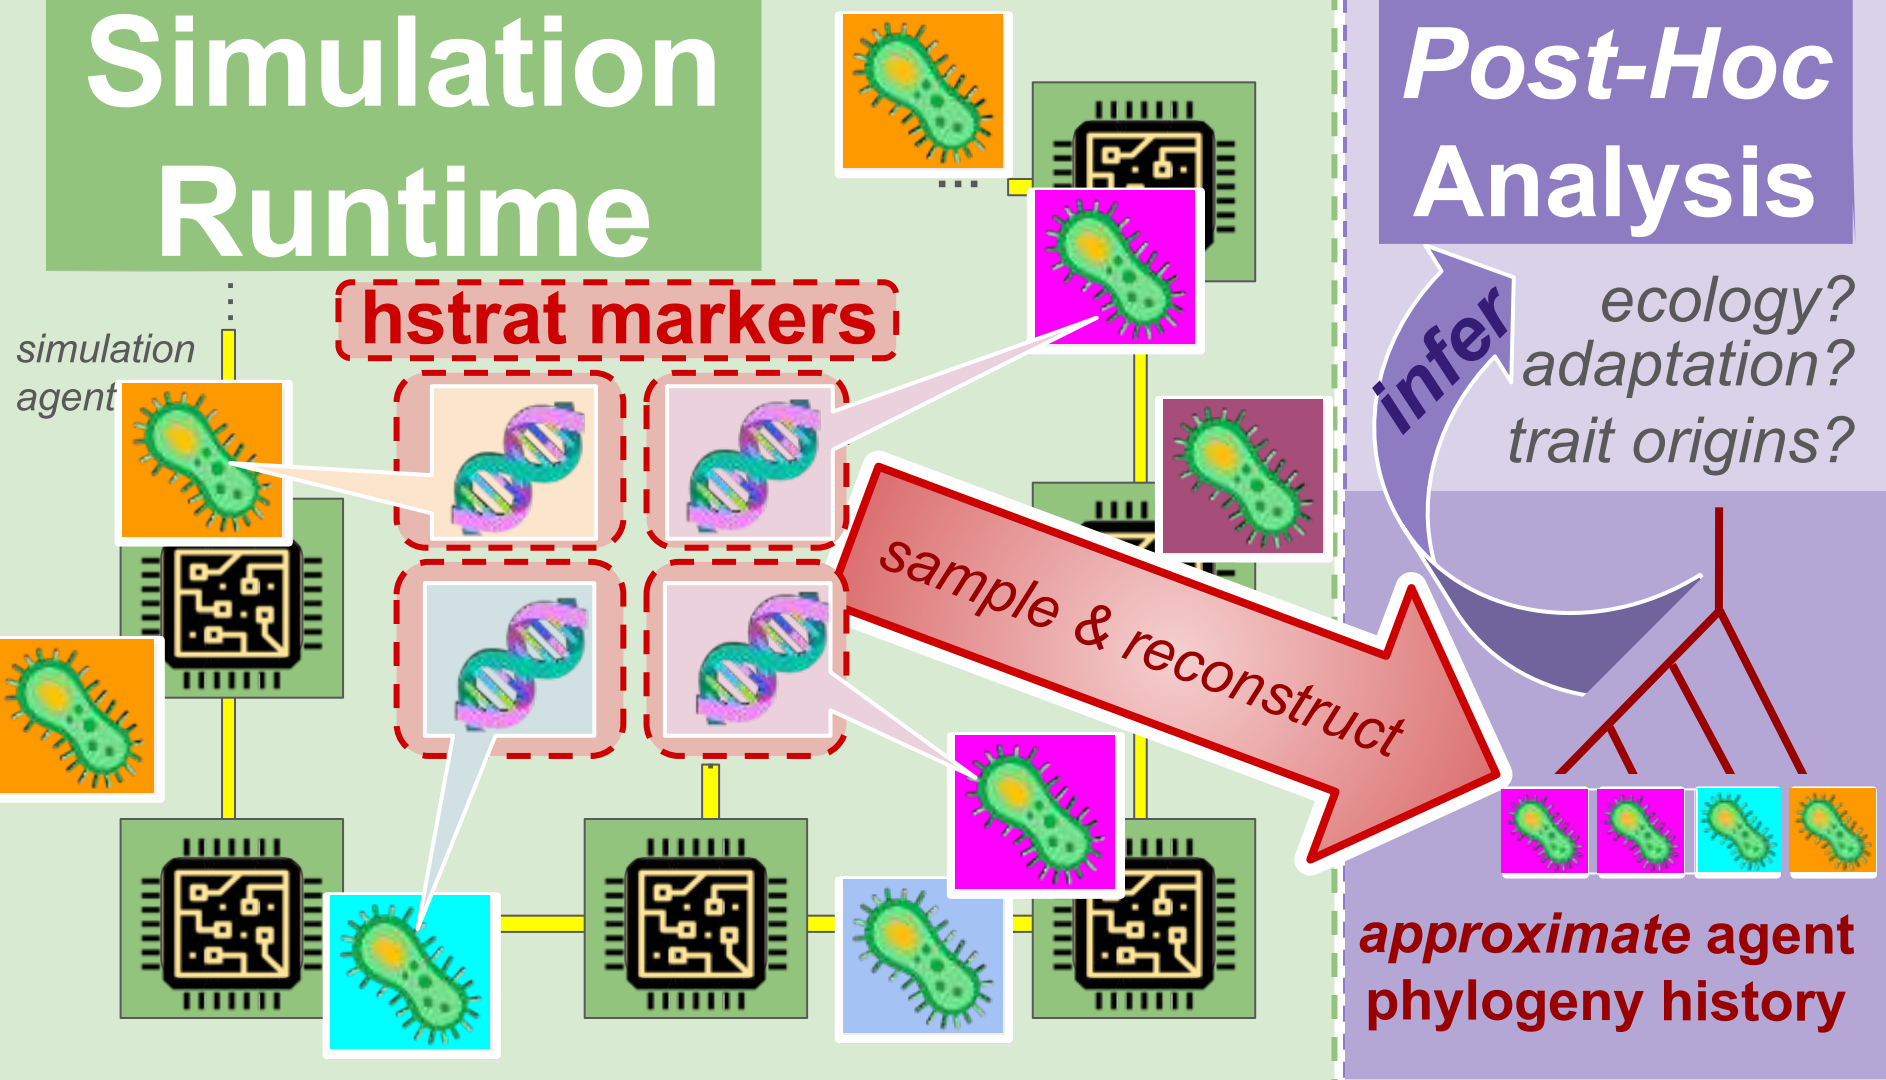 Simulation
Runtime
simulation
agent
hstrat markers
sample & reconstruct
Post-Hoc
Analysis
infer
ecology?
adaptation?
trait origins?
approximate agent
phylogeny history